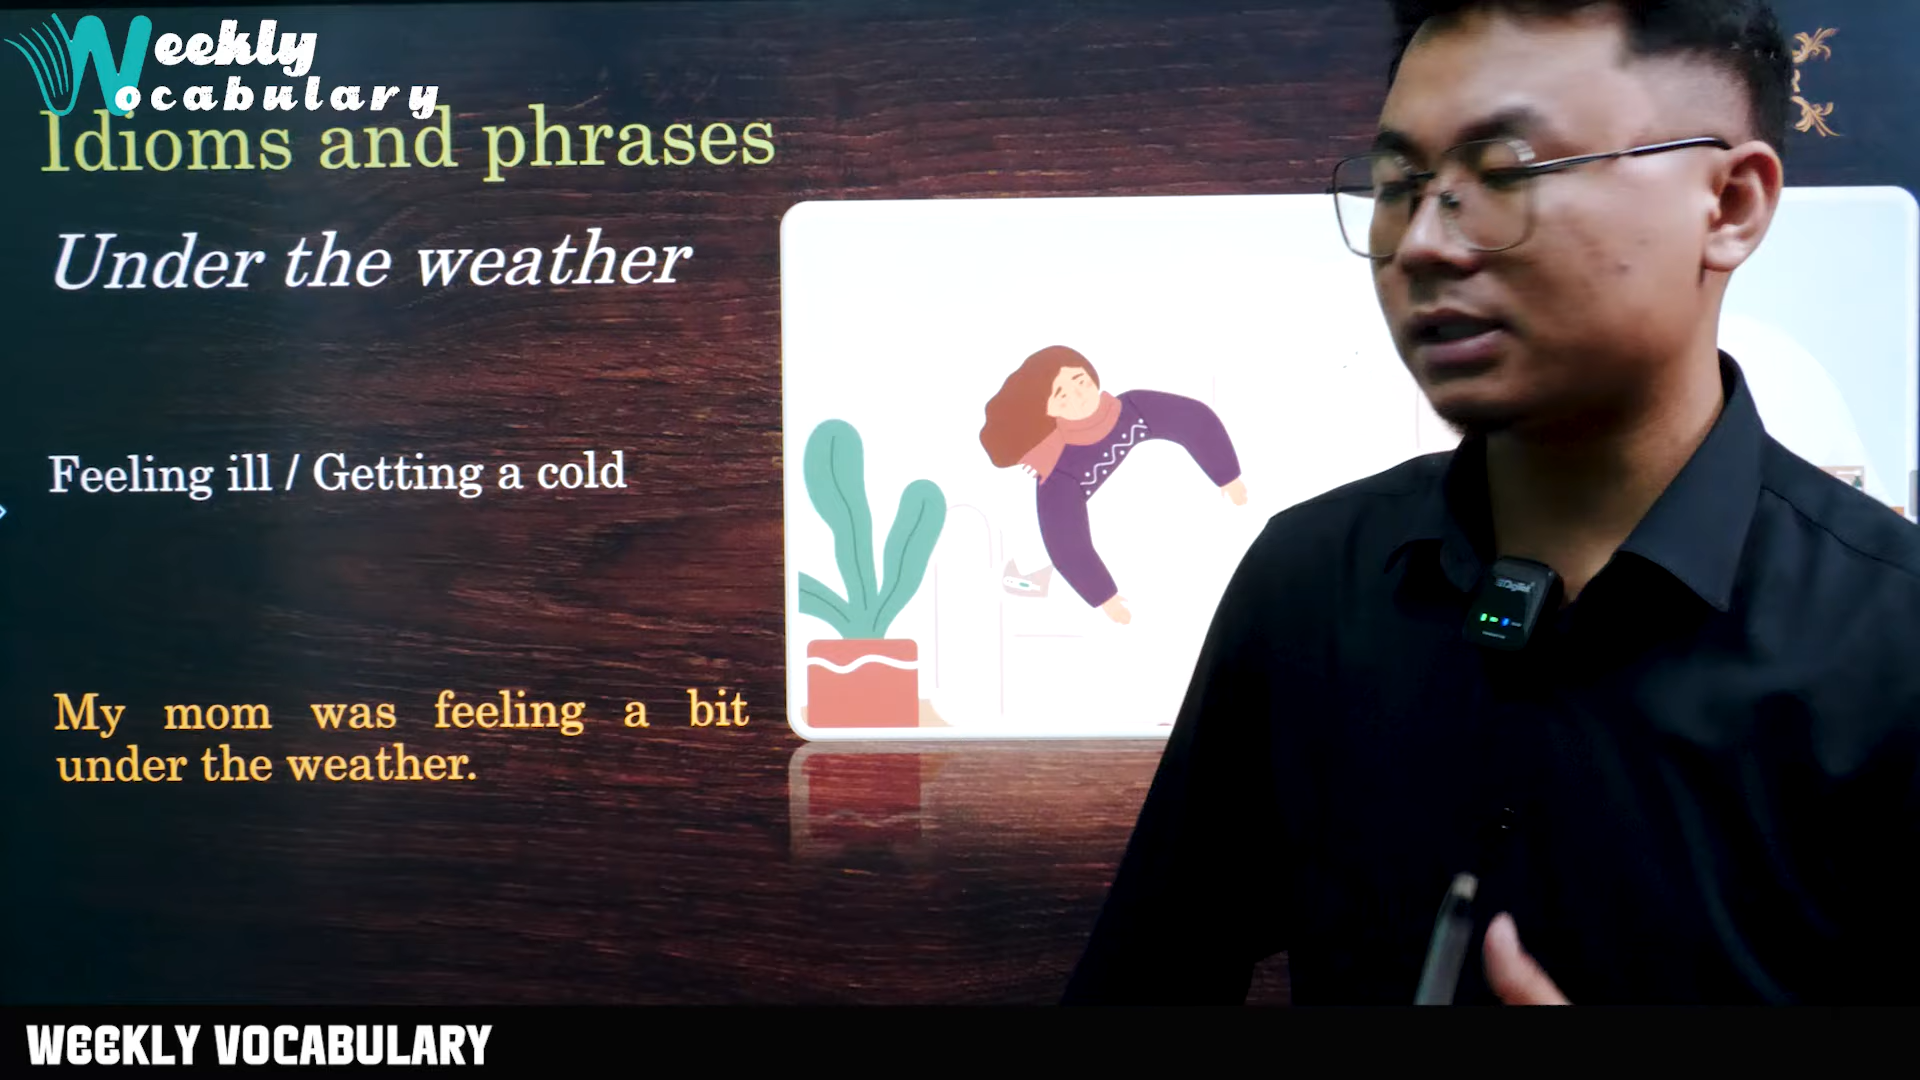 Weekly
Vocabulary
Idioms and phrases
Under the weather
Feeling ill / Getting a cold
My mom was feeling a bit
under the weather.
WEEKLY VOCABULARY